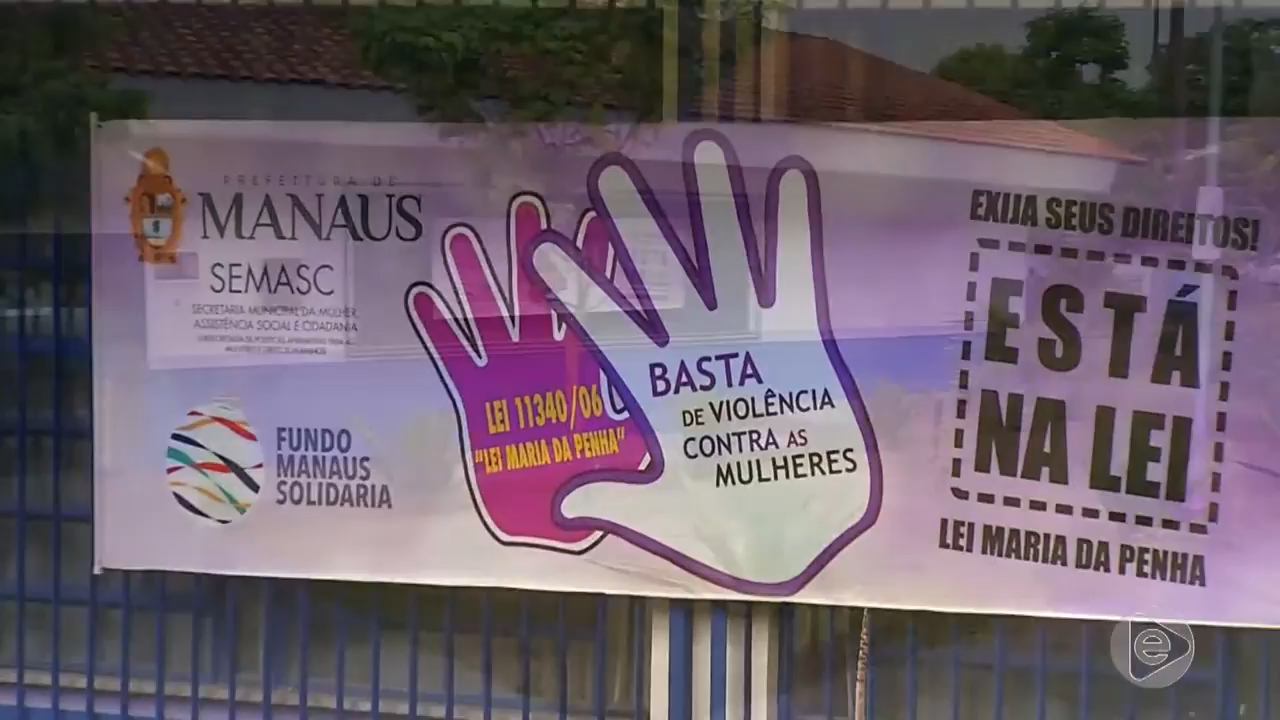 PREFEITURA DE
MANAUS
SEMASC
SECRETARIA MUNICIPAL DA MULHER,
ASSISTÊNCIA SOCIAL E CIDADANIA
FUNDO
MANAUS
SOLIDARIA
LEI 11340/06
"LEI MARIA DA PENHA"
BASTA
DE VIOLÊNCIA
CONTRA AS
MULHERES
EXIJA SEUS DIREITOS!
ESTÁ
NA LEI
LEI MARIA DA PENHA
e